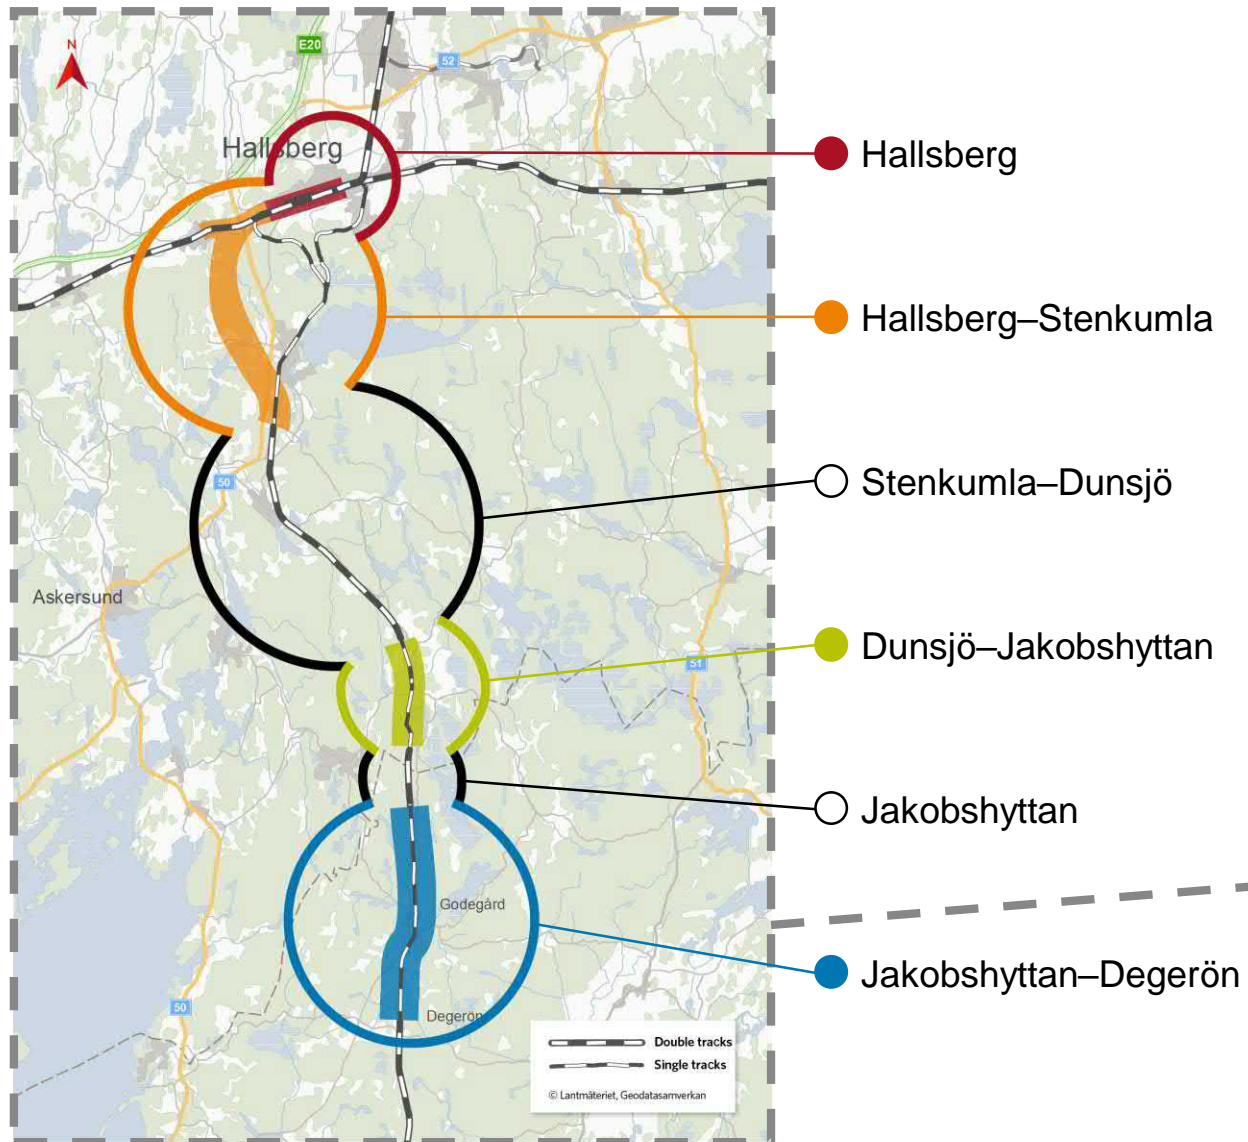 N
E20
52
Hallsberg
Hallsberg
Hallsberg–Stenkumla
50
Stenkumla–Dunsjö
Askersund
Dunsjö–Jakobshyttan
51
Jakobshyttan
Godegård
Jakobshyttan–Degerön
50
Degerön
Double tracks
Single tracks
© Lantmäteriet, Geodatasamverkan